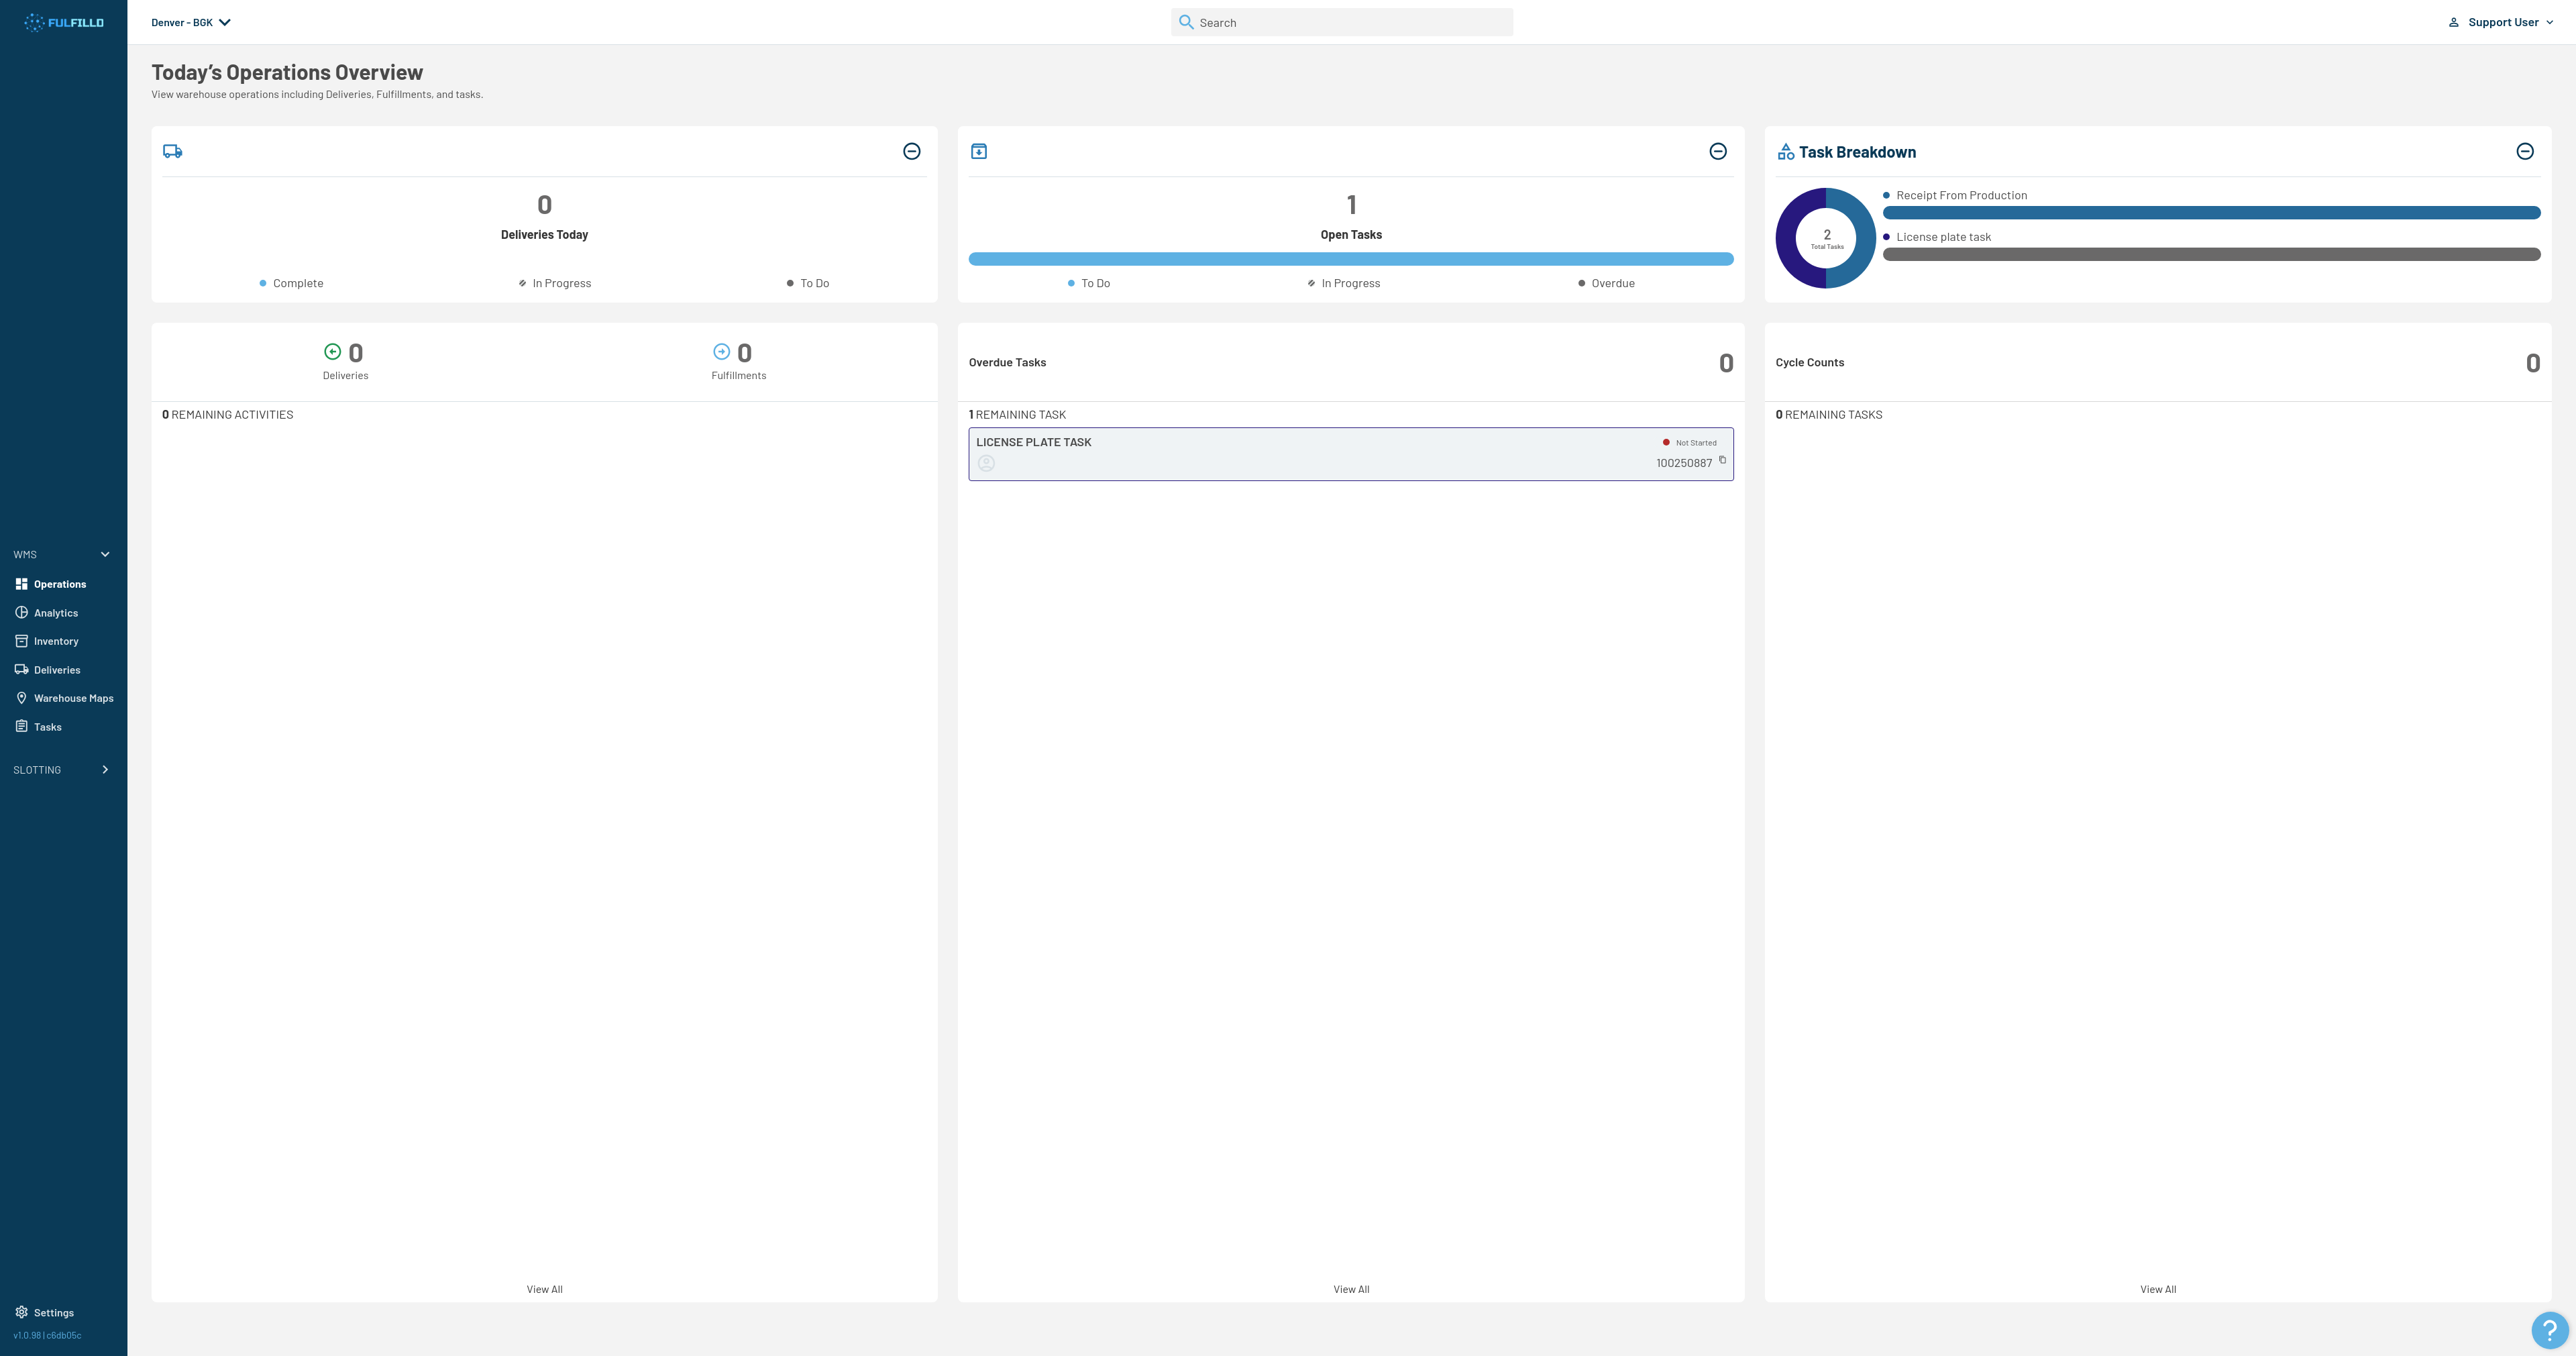 FULFILLD
Denver - BGK
Search
Support User
Today's Operations Overview
View warehouse operations including Deliveries, Fulfillments, and tasks.
0
Deliveries Today
Complete
In Progress
To Do
1
Open Tasks
To Do
In Progress
Overdue
Task Breakdown
2
Total Tasks
Receipt From Production
License plate task
0
Deliveries
0
Fulfillments
0 REMAINING ACTIVITIES
View All
Overdue Tasks
0
1 REMAINING TASK
LICENSE PLATE TASK
Not Started
100250887
View All
Cycle Counts
0
0 REMAINING TASKS
View All
WMS
Operations
Analytics
Inventory
Deliveries
Warehouse Maps
Tasks
SLOTTING
Settings
v1.0.98 | c6db05c
?